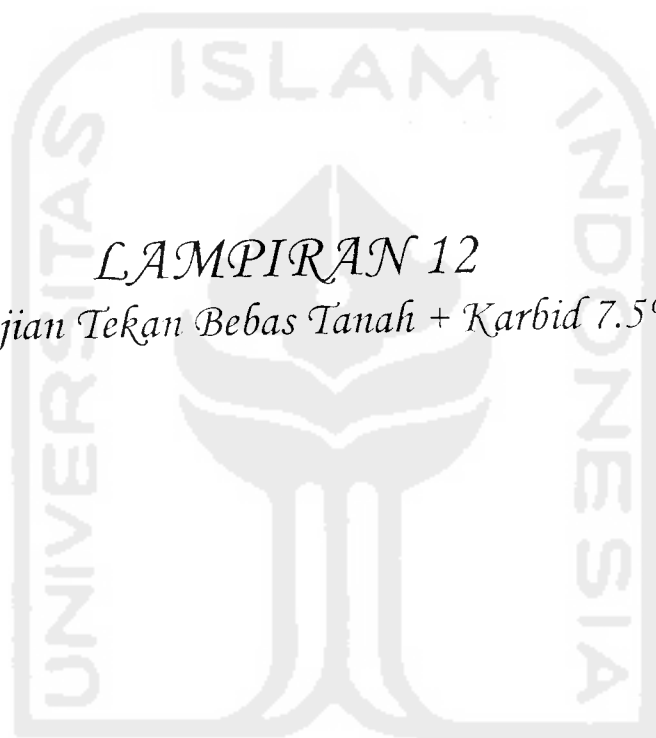 ISLAM
UNIVERSITAS
INDONESIA
LAMPIRAN 12
jian Tekan Bebas Tanah + Karbid 7.5